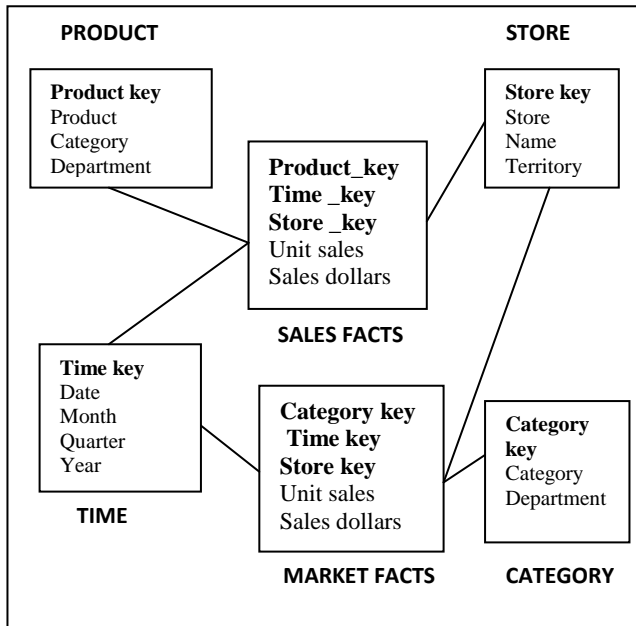 PRODUCT
Product key
Product
Category
Department
STORE
Store key
Store
Name
Territory
Product_key
Time _key
Store _key
Unit sales
Sales dollars
SALES FACTS
Time key
Date
Month
Quarter
Year
TIME
Category key
Time key
Store key
Unit sales
Sales dollars
MARKET FACTS
Category
key
Category
Department
CATEGORY